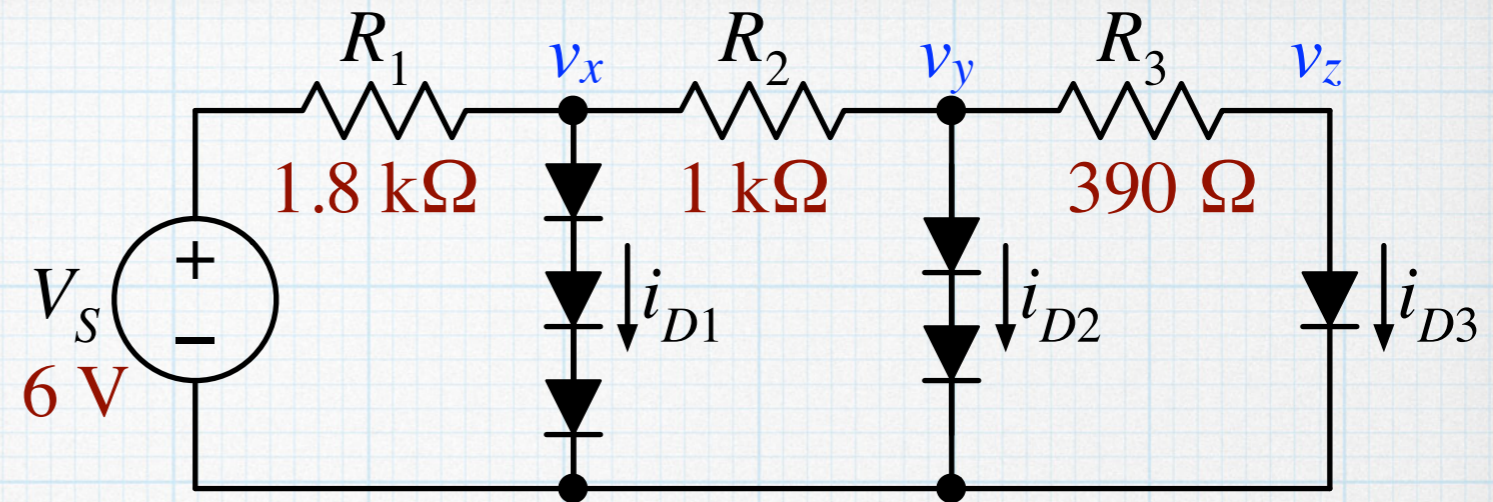 R1 vx R2 vy R3 vz
1.8 kΩ 1 kΩ 390 Ω
+
VS iD1 iD2 iD3
−
6 V